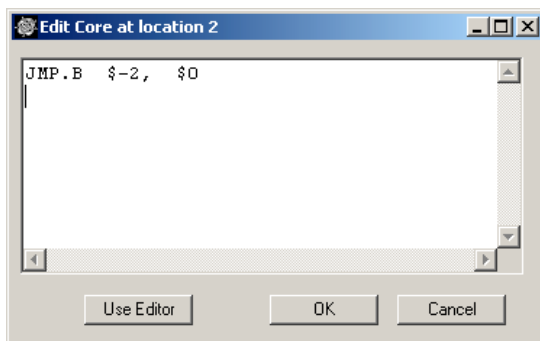 Edit Core at location 2
JMP.B $-2, $0
Use Editor OK Cancel